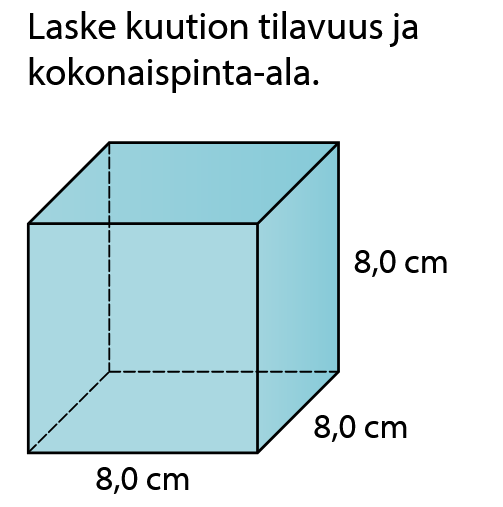 Laske kuution tilavuus ja
kokonaispinta-ala.
8,0 cm
8,0 cm
8,0 cm